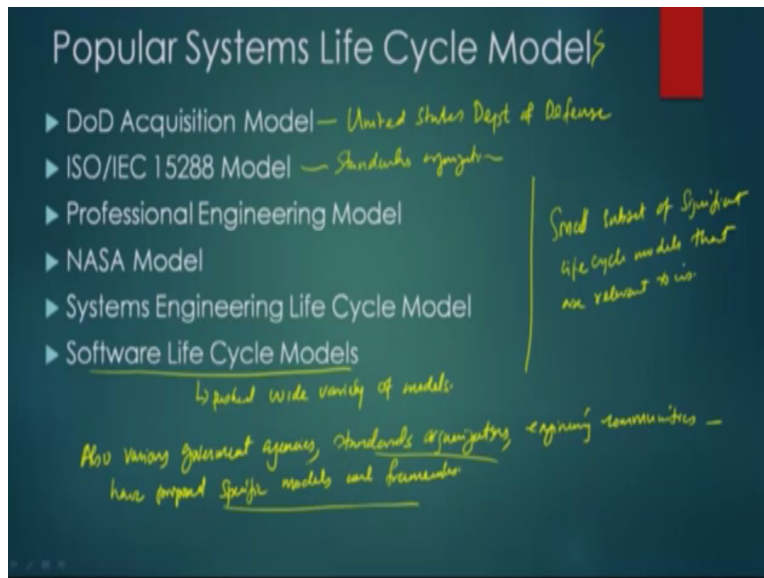 Popular Systems Life Cycle Models
DoD Acquisition Model — United States Dept of Defense
ISO/IEC 15288 Model — Standards
Professional Engineering Model
NASA Model
Systems Engineering Life Cycle Model
Software Life Cycle Models
Small subset of significant
life cycle models that
are relevant to us.
wide variety of models.
Also various government agencies, standards organizations, communities —
have proposed specific models and